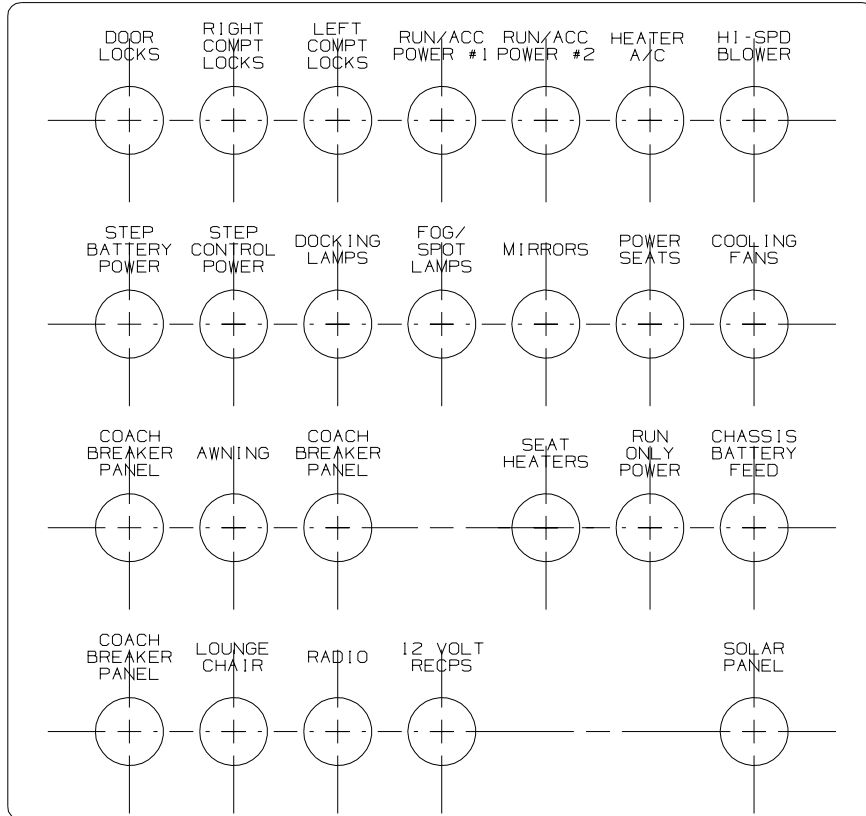 DOOR
LOCKS
RIGHT
COMPT
LOCKS
LEFT
COMPT
LOCKS
RUN/ACC
POWER #1
RUN/ACC
POWER #2
HEATER
A/C
HI-SPD
BLOWER
STEP
BATTERY
POWER
STEP
CONTROL
POWER
DOCKING
LAMPS
FOG/
SPOT
LAMPS
MIRRORS
POWER
SEATS
COOLING
FANS
COACH
BREAKER
PANEL
AWNING
COACH
BREAKER
PANEL
SEAT
HEATERS
RUN
ONLY
POWER
CHASSIS
BATTERY
FEED
COACH
BREAKER
PANEL
LOUNGE
CHAIR
RADIO
12 VOLT
RECPS
SOLAR
PANEL